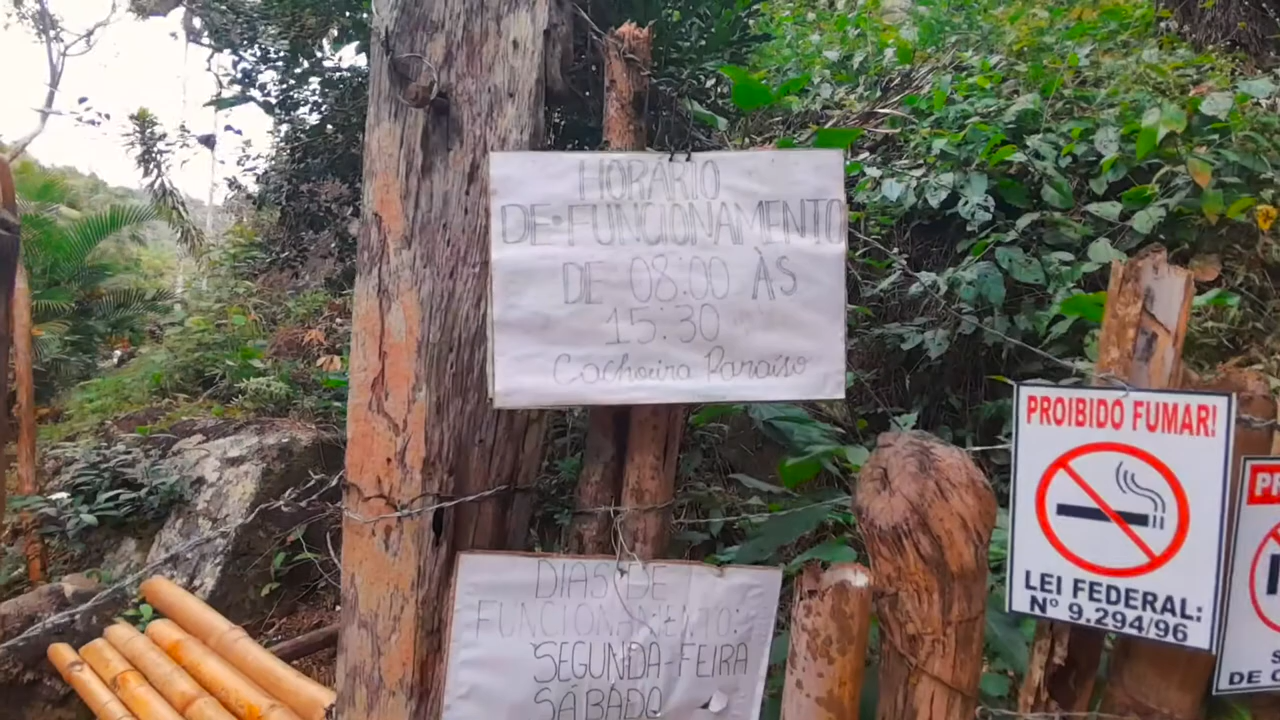 HORÁRIO
DE FUNCIONAMENTO
DE 08:00 ÀS
15:30
Cachoeira Paraíso
DIAS DE
FUNCIONAMENTO:
SEGUNDA-FEIRA
SÁBADO
PROIBIDO FUMAR!
LEI FEDERAL:
Nº 9.294/96